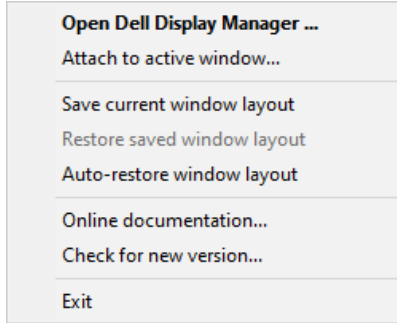 Open Dell Display Manager ...
Attach to active window...
Save current window layout
Restore saved window layout
Auto-restore window layout
Online documentation...
Check for new version...
Exit